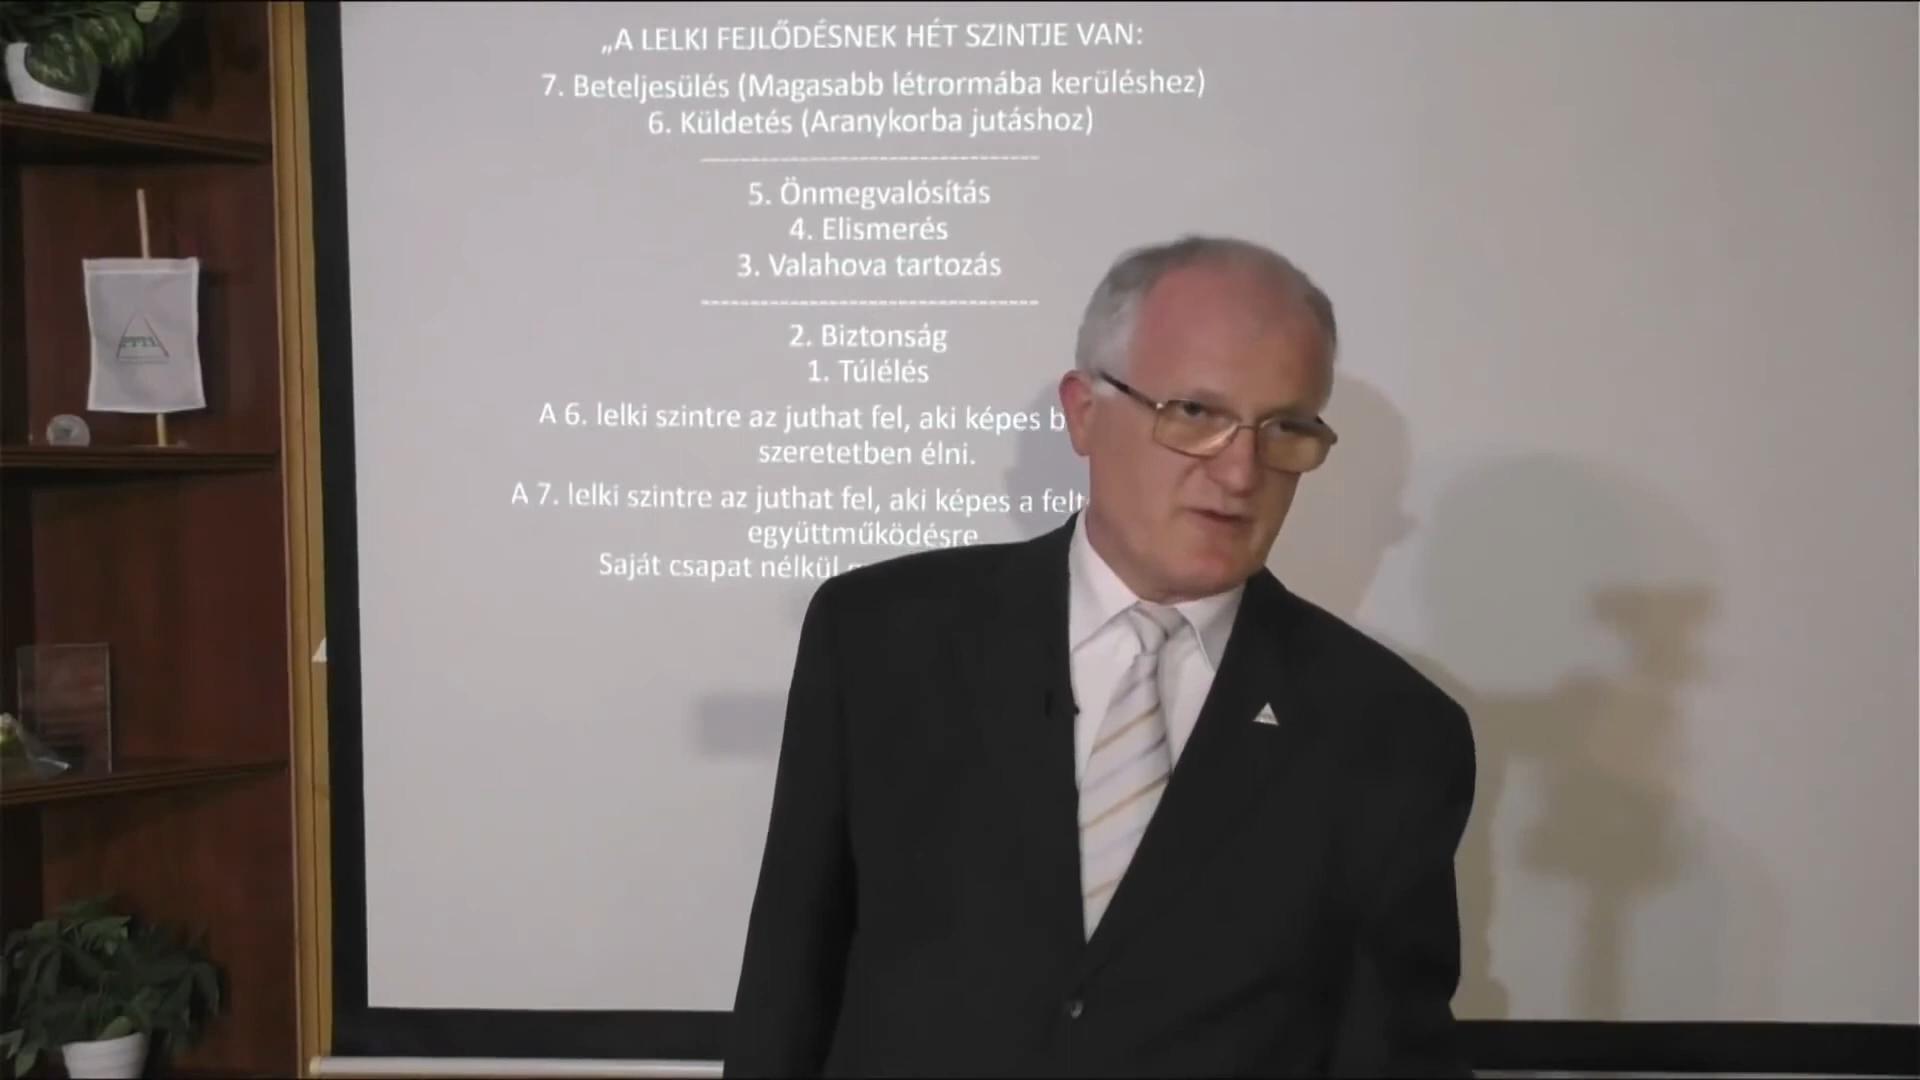 „A LELKI FEJLŐDÉSNEK HÉT SZINTJE VAN:
7. Beteljesülés (Magasabb létrormába kerüléshez)
6. Küldetés (Aranykorba jutáshoz)
----------------------------------
5. Önmegvalósítás
4. Elismerés
3. Valahova tartozás
----------------------------------
2. Biztonság
1. Túlélés
A 6. lelki szintre az juthat fel, aki képes
szeretetben élni.
A 7. lelki szintre az juthat fel, aki képes a
együttműködésre
Saját csapat nélkül